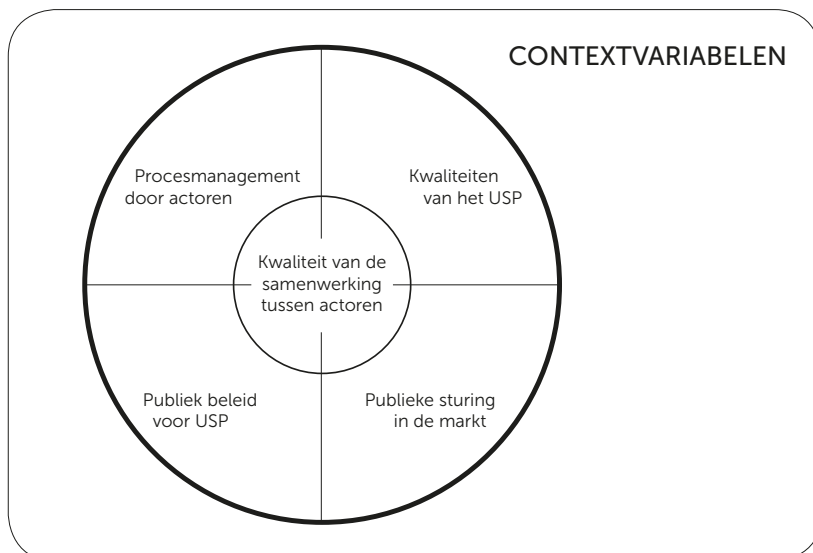 CONTEXTVARIABELEN
Procesmanagement
door actoren
Kwaliteiten
van het USP
Kwaliteit van de
samenwerking
tussen actoren
Publiek beleid
voor USP
Publieke sturing
in de markt